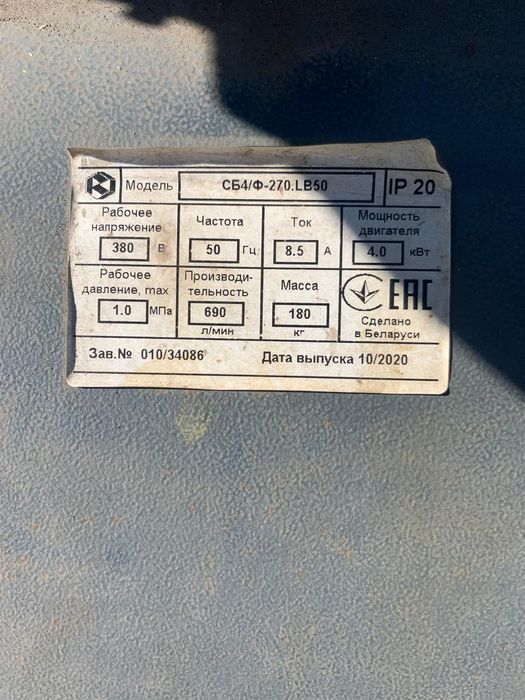 Модель СБ4/Ф-270.LB50 IP 20
Рабочее напряжение 380 В
Частота 50 Гц
Ток 8.5 А
Мощность двигателя 4.0 кВт
Рабочее давление, max 1.0 МПа
Производи-
тельность 690 л/мин
Масса 180 кг
ЕАС
Сделано
в Беларуси
Зав.№ 010/34086 Дата выпуска 10/2020